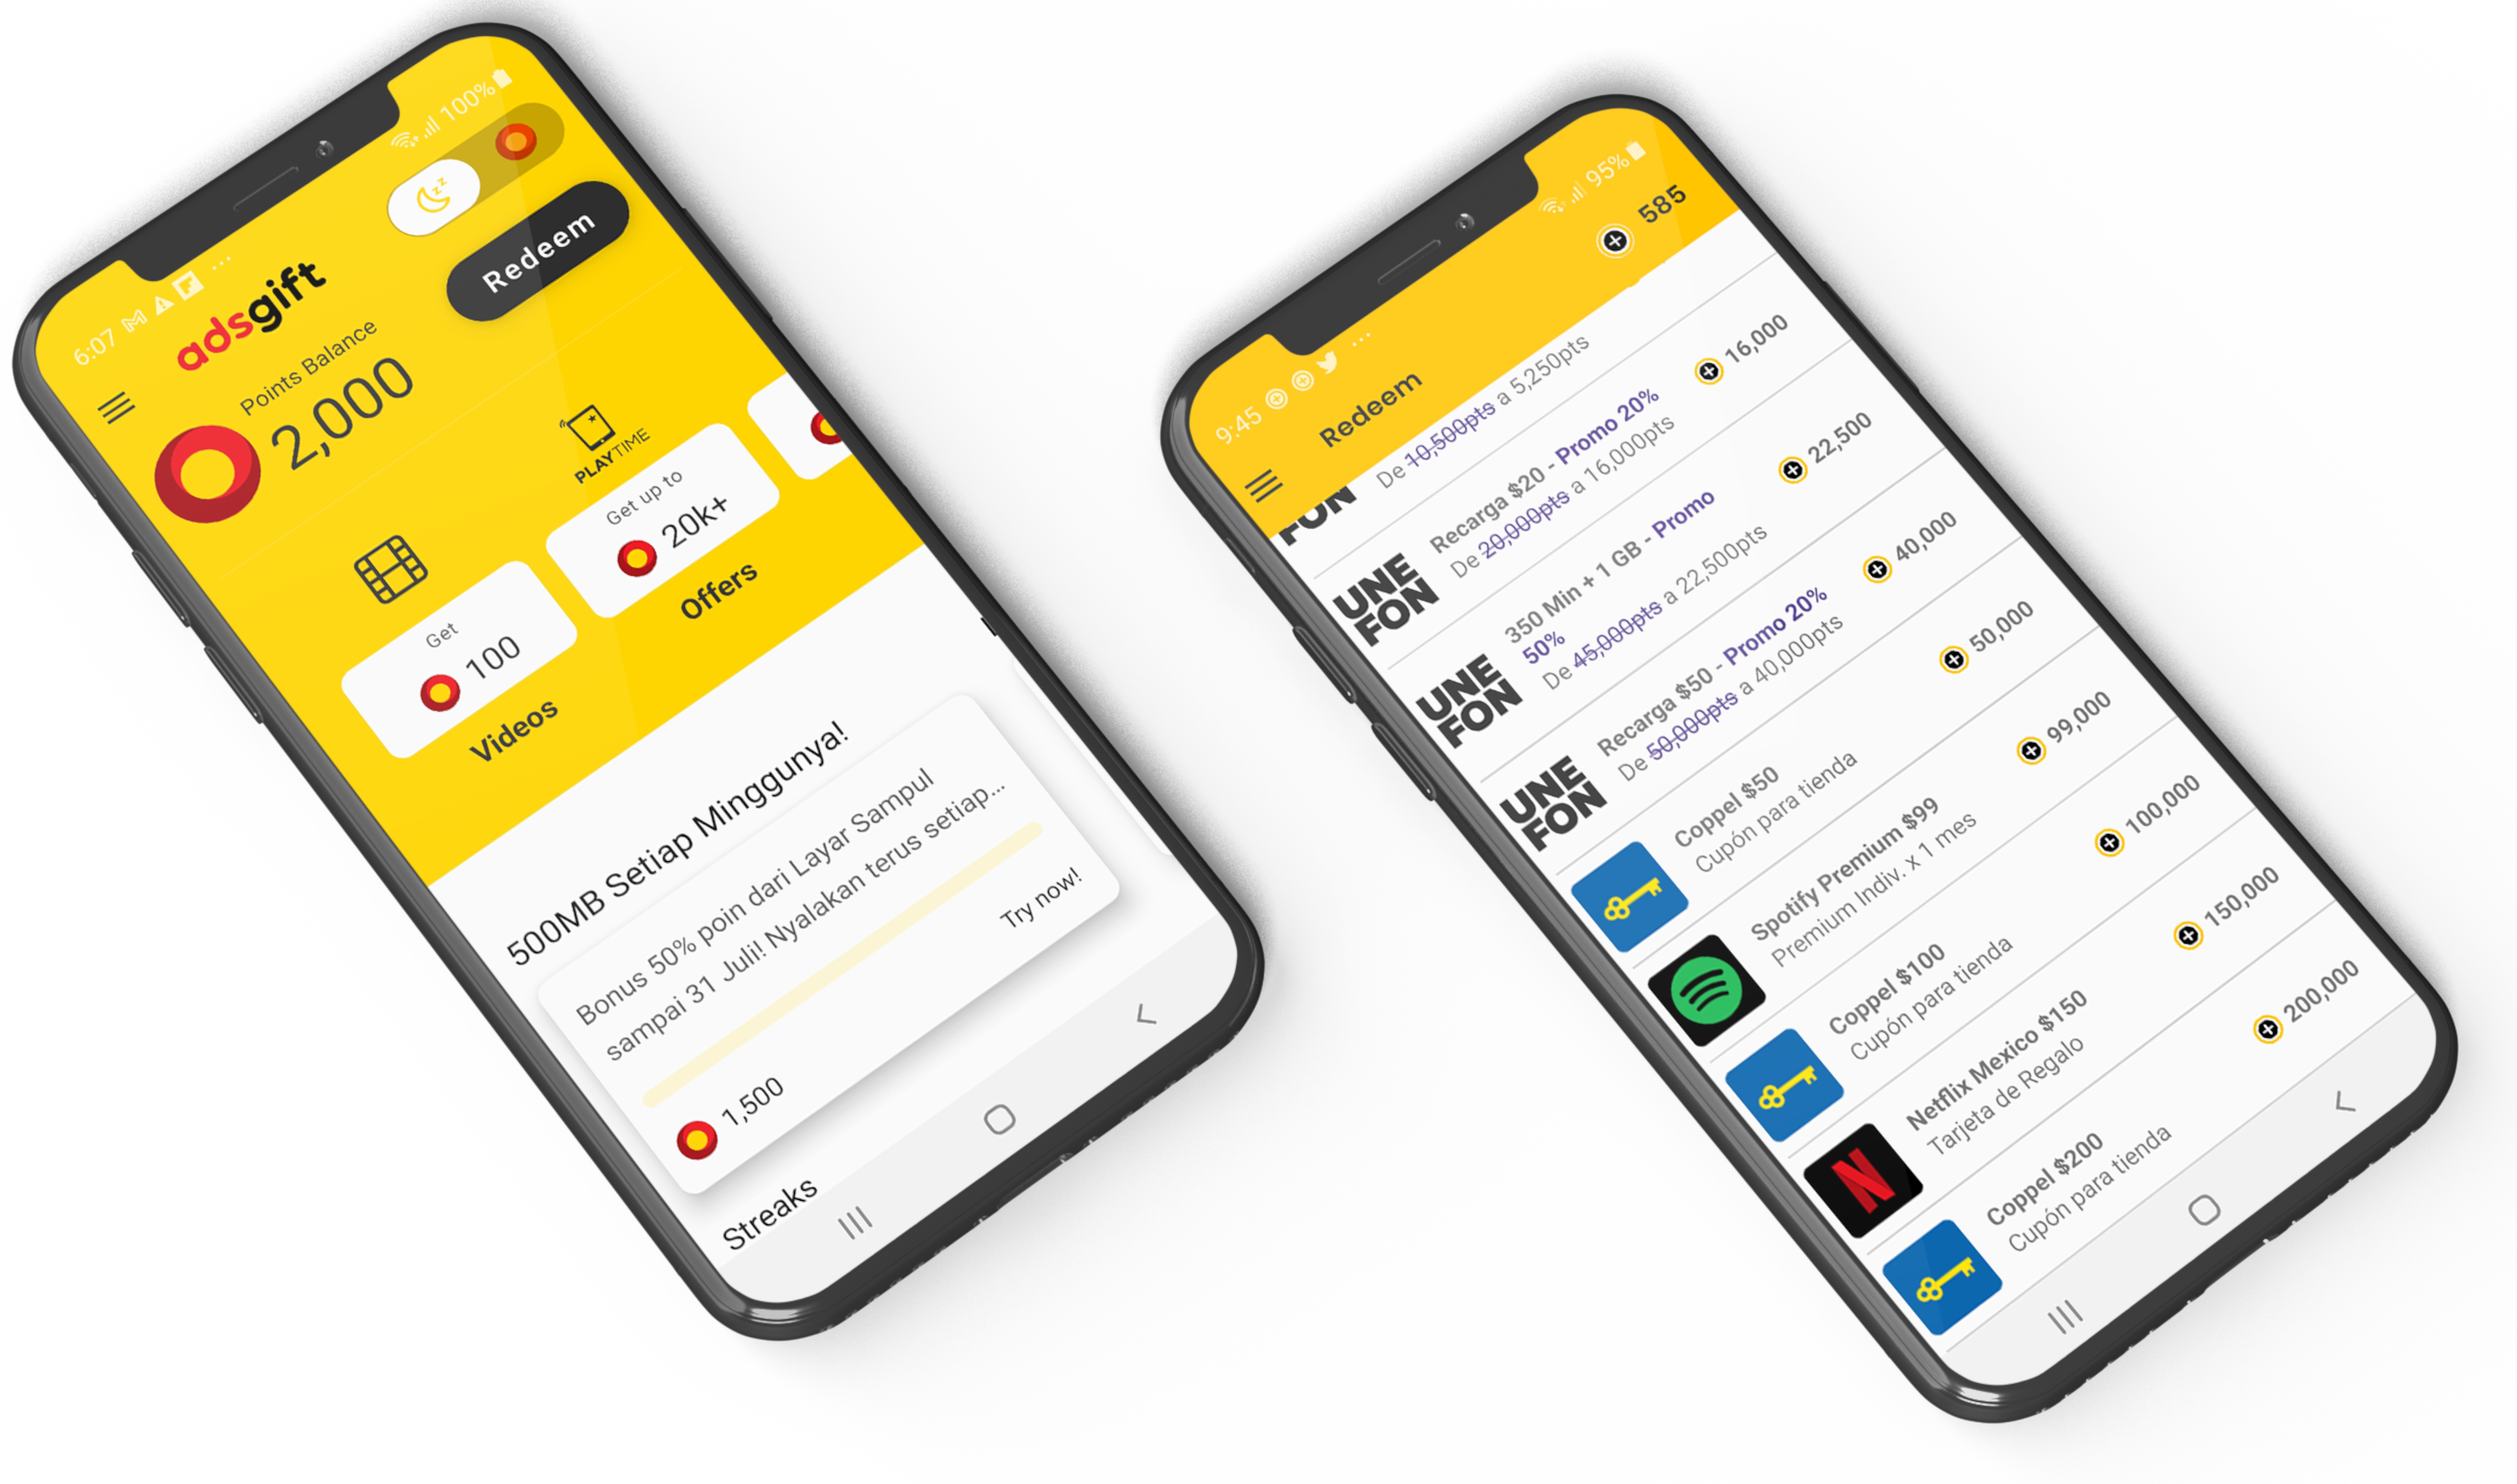 6:07
100%
adsgift
Redeem
Points Balance
2,000
PLAYTIME
Get
100
Videos
Get up to
20k+
Offers
500MB Setiap Minggunya!
Bonus 50% poin dari Layar Sampul
sampai 31 Juli! Nyalakan terus setiap...
1,500
Try now!
Streaks
9:45
95%
Redeem
585
FON
De 10,500pts a 5,250pts
UNE
FON
Recarga $20 - Promo 20%
De 20,000pts a 16,000pts
16,000
UNE
FON
350 Min + 1 GB - Promo
50%
De 45,000pts a 22,500pts
22,500
UNE
FON
Recarga $50 - Promo 20%
De 50,000pts a 40,000pts
40,000
Coppel $50
Cupón para tienda
50,000
Spotify Premium $99
Premium Indiv. x 1 mes
99,000
Coppel $100
Cupón para tienda
100,000
Netflix Mexico $150
Tarjeta de Regalo
150,000
Coppel $200
Cupón para tienda
200,000